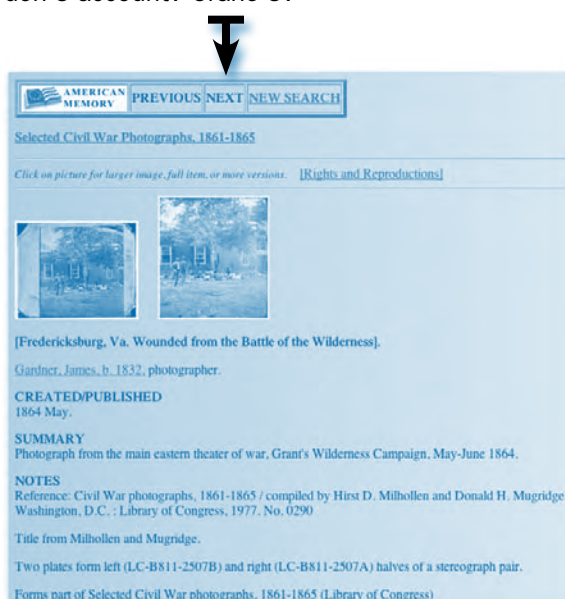 AMERICAN
MEMORY
PREVIOUS NEXT NEW SEARCH
Selected Civil War Photographs, 1861-1865
Click on picture for larger image, full item, or more versions. [Rights and Reproductions]
[Fredericksburg, Va. Wounded from the Battle of the Wilderness].
Gardner, James, b. 1832, photographer.
CREATED/PUBLISHED
1864 May.
SUMMARY
Photograph from the main eastern theater of war, Grant's Wilderness Campaign, May-June 1864.
NOTES
Reference: Civil War photographs, 1861-1865 / compiled by Hirst D. Milhollen and Donald H. Mugridge
Washington, D.C. : Library of Congress, 1977. No. 0290
Title from Milhollen and Mugridge.
Two plates form left (LC-B811-2507B) and right (LC-B811-2507A) halves of a stereograph pair.
Forms part of Selected Civil War photographs, 1861-1865 (Library of Congress)